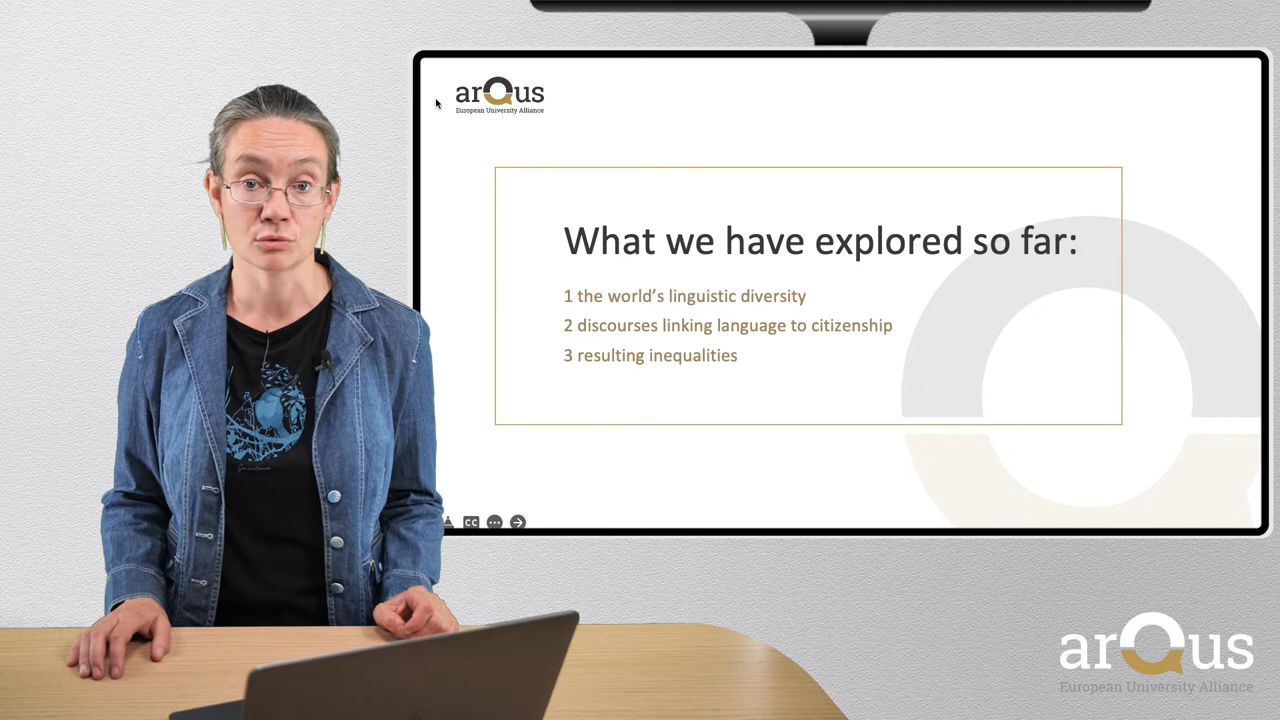 arQus
European University Alliance
What we have explored so far:
1 the world's linguistic diversity
2 discourses linking language to citizenship
3 resulting inequalities
CC
arQus
European University Alliance